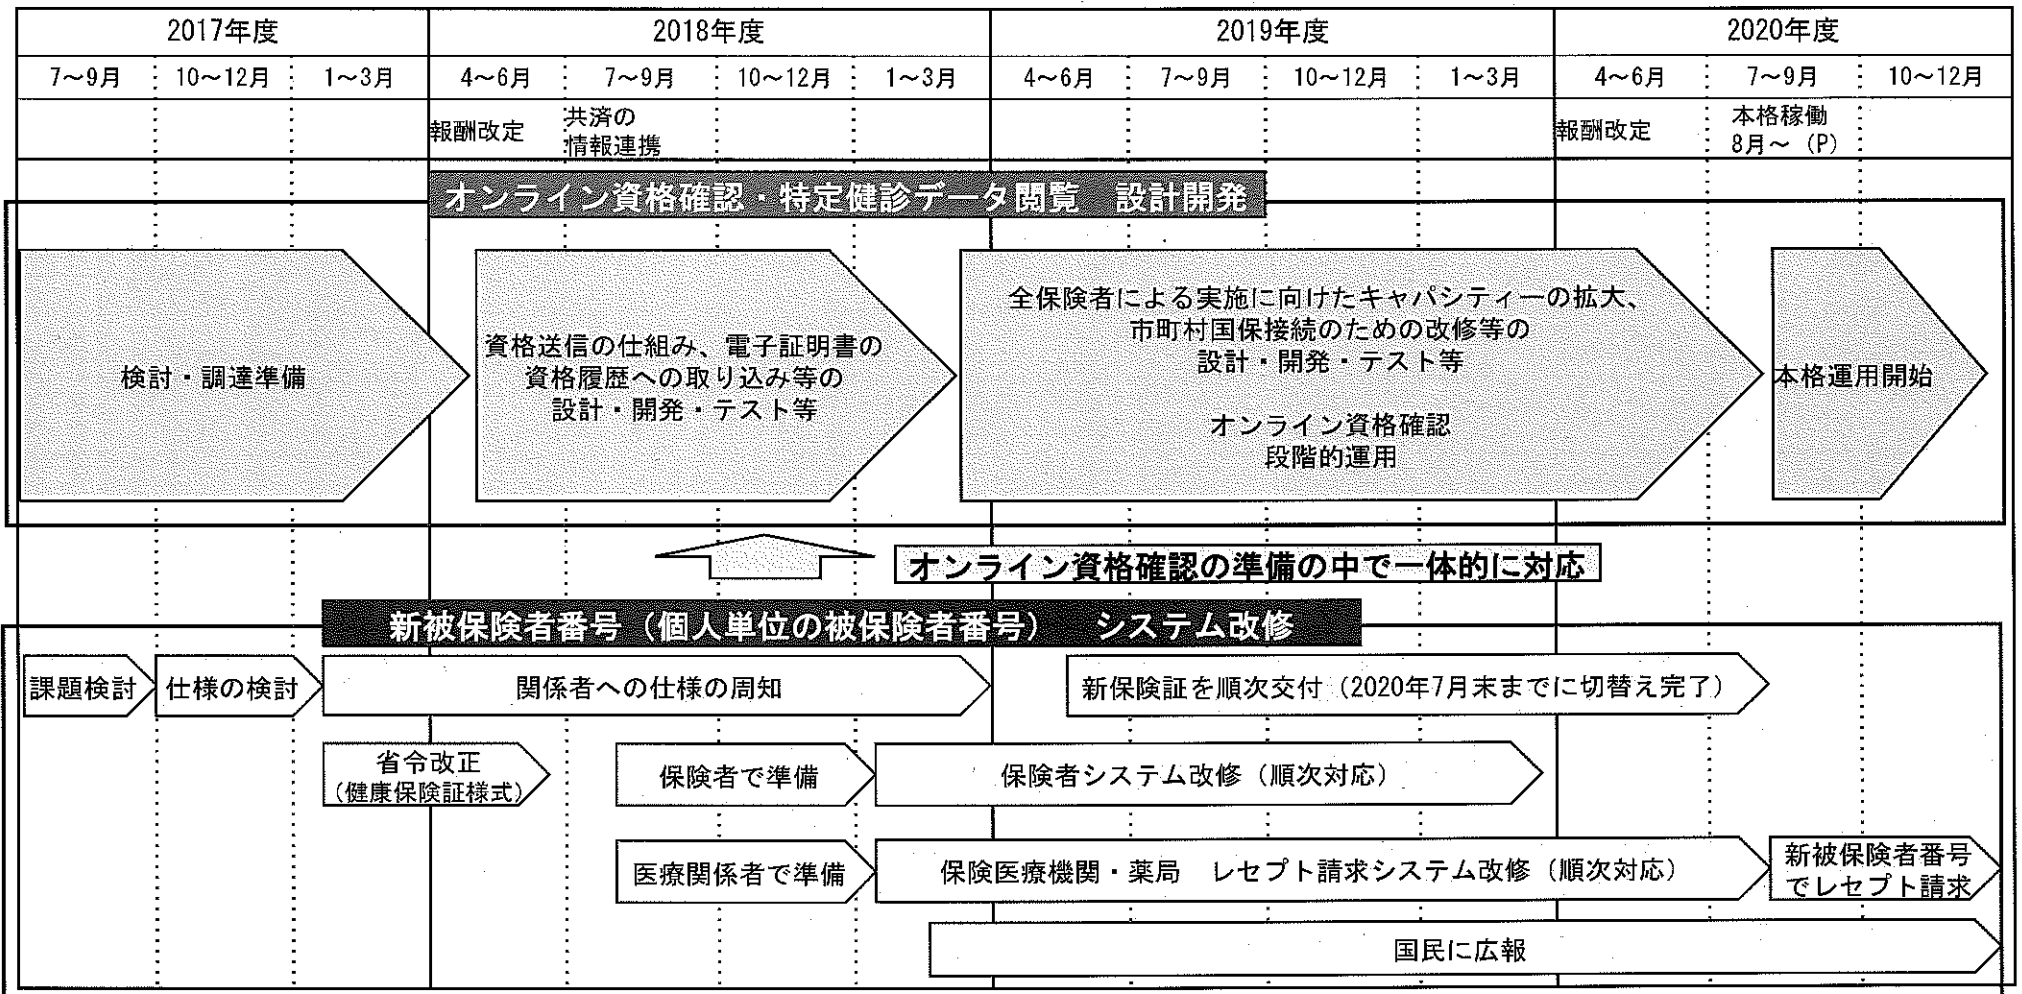 2017年度 2018年度 2019年度 2020年度
7～9月 10～12月 1～3月 4～6月 7～9月 10～12月 1～3月 4～6月 7～9月 10～12月 1～3月 4～6月 7～9月 10～12月
報酬改定
共済の
情報連携
報酬改定
本格稼働
8月～（P）
オンライン資格確認・特定健診データ閲覧　設計開発
検討・調達準備
資格送信の仕組み、電子証明書の
資格履歴への取り込み等の
設計・開発・テスト等
全保険者による実施に向けたキャパシティーの拡大、
市町村国保接続のための改修等の
設計・開発・テスト等
オンライン資格確認
段階的運用
本格運用開始
オンライン資格確認の準備の中で一体的に対応
新被保険者番号（個人単位の被保険者番号）　システム改修
課題検討
仕様の検討
関係者への仕様の周知
新保険証を順次交付（2020年7月末までに切替え完了）
省令改正
（健康保険証様式）
保険者で準備
保険者システム改修（順次対応）
医療関係者で準備
保険医療機関・薬局　レセプト請求システム改修（順次対応）
新被保険者番号
でレセプト請求
国民に広報